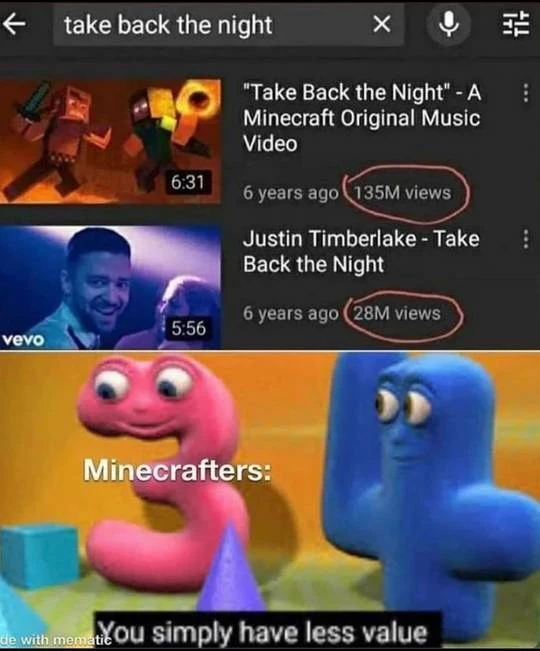 take back the night
"Take Back the Night" - A
Minecraft Original Music
Video
6:31
6 years ago 135M views
Justin Timberlake - Take
Back the Night
6 years ago 28M views
5:56
vevo
Minecrafters:
You simply have less value
de with mematic